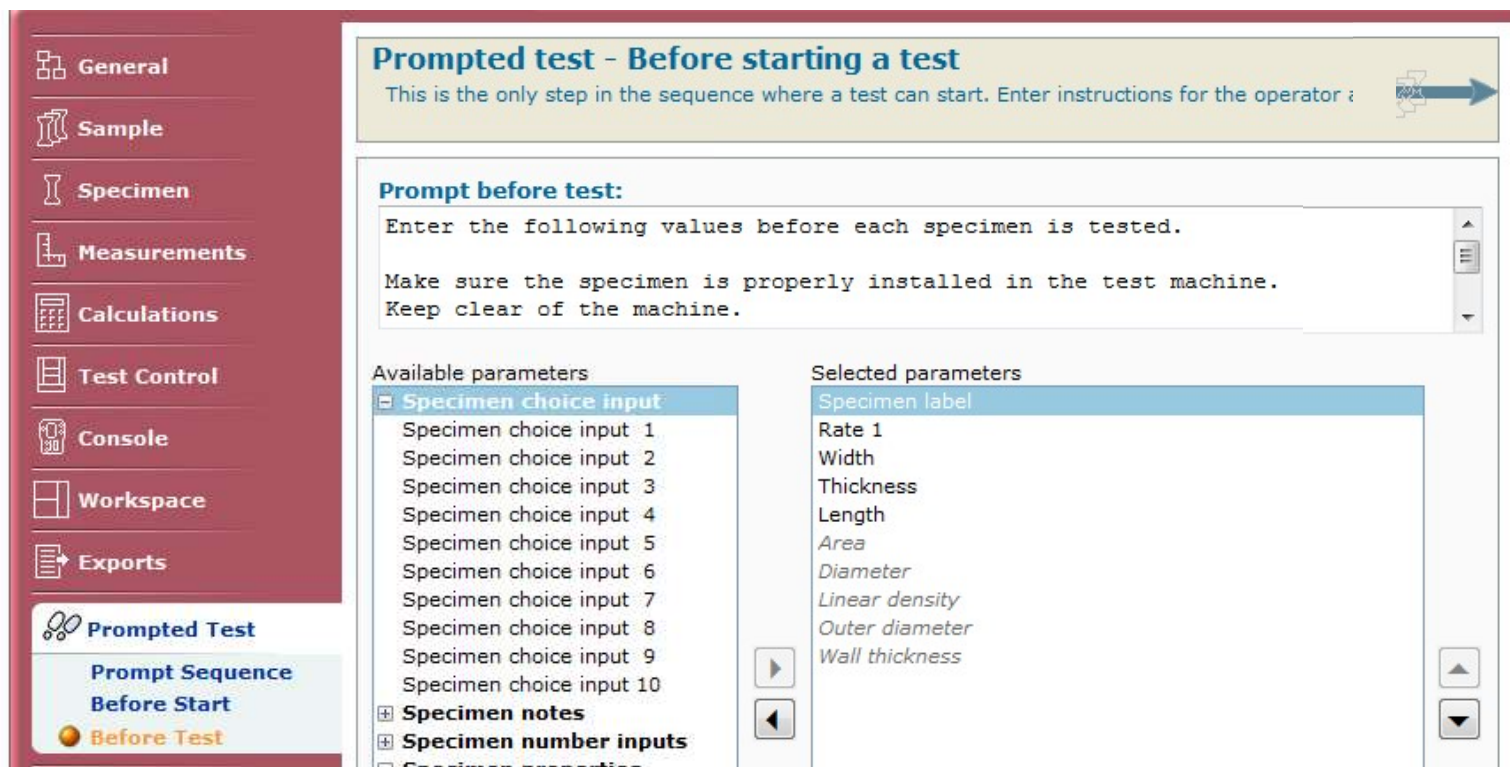 General
Sample
Specimen
Measurements
Calculations
Test Control
Console
Workspace
Exports
Prompted Test
Prompt Sequence
Before Start
Before Test
Prompted test - Before starting a test
This is the only step in the sequence where a test can start. Enter instructions for the operator
Prompt before test:
Enter the following values before each specimen is tested.
Make sure the specimen is properly installed in the test machine.
Keep clear of the machine.
Available parameters
Specimen choice input
Specimen choice input 1
Specimen choice input 2
Specimen choice input 3
Specimen choice input 4
Specimen choice input 5
Specimen choice input 6
Specimen choice input 7
Specimen choice input 8
Specimen choice input 9
Specimen choice input 10
Specimen notes
Specimen number inputs
Specimen properties
Selected parameters
Specimen label
Rate 1
Width
Thickness
Length
Area
Diameter
Linear density
Outer diameter
Wall thickness